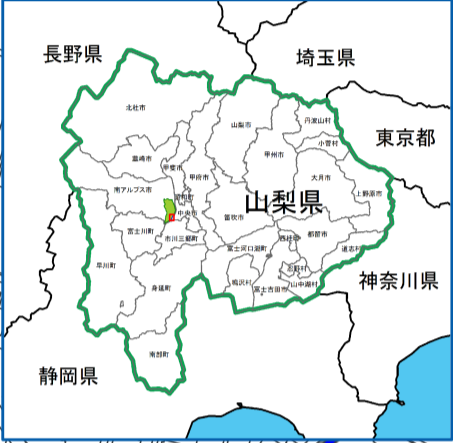 長野県
埼玉県
北杜市
山梨市
丹波山村
小菅村
東京都
韮崎市
甲斐市
甲府市
甲州市
大月市
上野原市
南アルプス市
昭和町
山梨県
中央市
笛吹市
富士川町
市川三郷町
富士河口湖町
西桂町
都留市
道志村
早川町
身延町
鳴沢村
富士吉田市
忍野村
山中湖村
神奈川県
南部町
静岡県